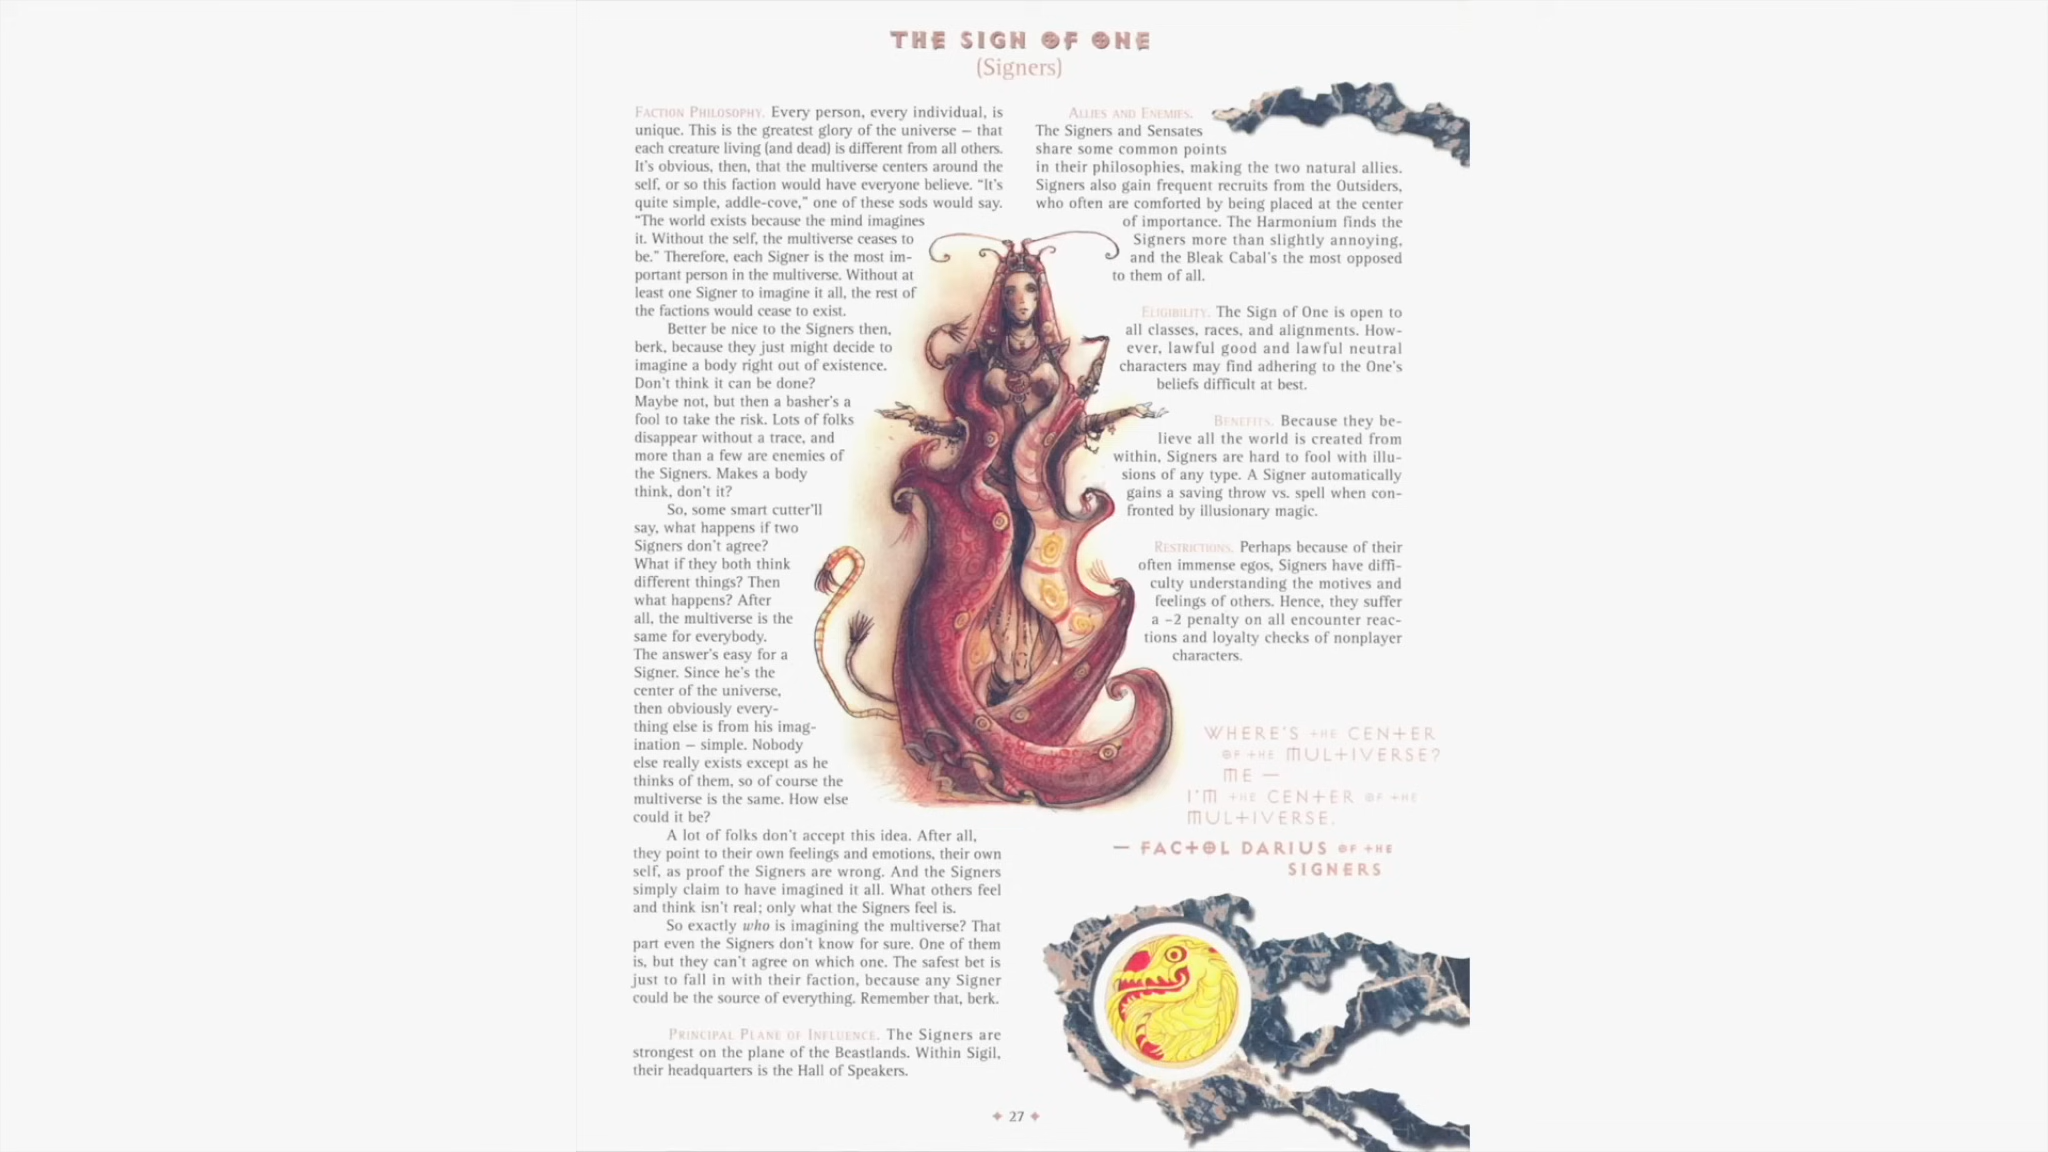 THE SIGN OF ONE
(Signers)
FACTION PHILOSOPHY. Every person, every individual, is
unique. This is the greatest glory of the universe – that
each creature living (and dead) is different from all others.
It's obvious, then, that the multiverse centers around the
self, or so this faction would have everyone believe. “It's
quite simple, addle-cove,” one of these sods would say.
“The world exists because the mind imagines
it. Without the self, the multiverse ceases to
be.” Therefore, each Signer is the most im-
portant person in the multiverse. Without at
least one Signer to imagine it all, the rest of
the factions would cease to exist.
Better be nice to the Signers then,
berk, because they just might decide to
imagine a body right out of existence.
Don't think it can be done?
Maybe not, but then a basher's a
fool to take the risk. Lots of folks
disappear without a trace, and
more than a few are enemies of
the Signers. Makes a body
think, don't it?
So, some smart cutter'll
say, what happens if two
Signers don't agree?
What if they both think
different things? Then
what happens? After
all, the multiverse is the
same for everybody.
The answer's easy for a
Signer. Since he's the
center of the universe,
then obviously every-
thing else is from his imag-
ination – simple. Nobody
else really exists except as he
thinks of them, so of course the
multiverse is the same. How else
could it be?
A lot of folks don't accept this idea. After all,
they point to their own feelings and emotions, their own
self, as proof the Signers are wrong. And the Signers
simply claim to have imagined it all. What others feel
and think isn't real; only what the Signers feel is.
So exactly who is imagining the multiverse? That
part even the Signers don't know for sure. One of them
is, but they can't agree on which one. The safest bet is
just to fall in with their faction, because any Signer
could be the source of everything. Remember that, berk.
PRINCIPAL PLANE OF INFLUENCE. The Signers are
strongest on the plane of the Beastlands. Within Sigil,
their headquarters is the Hall of Speakers.
ALLIES AND ENEMIES.
The Signers and Sensates
share some common points
in their philosophies, making the two natural allies.
Signers also gain frequent recruits from the Outsiders,
who often are comforted by being placed at the center
of importance. The Harmonium finds the
Signers more than slightly annoying,
and the Bleak Cabal's the most opposed
to them of all.
ELIGIBILITY. The Sign of One is open to
all classes, races, and alignments. How-
ever, lawful good and lawful neutral
characters may find adhering to the One's
beliefs difficult at best.
BENEFITS. Because they be-
lieve all the world is created from
within, Signers are hard to fool with illu-
sions of any type. A Signer automatically
gains a saving throw vs. spell when con-
fronted by illusionary magic.
RESTRICTIONS. Perhaps because of their
often immense egos, Signers have diffi-
culty understanding the motives and
feelings of others. Hence, they suffer
a –2 penalty on all encounter reac-
tions and loyalty checks of nonplayer
characters.
WHERE'S THE CENTER
OF THE MULTIVERSE?
ME —
I'M THE CENTER OF THE
MULTIVERSE.
— FACTOL DARIUS OF THE
SIGNERS
27